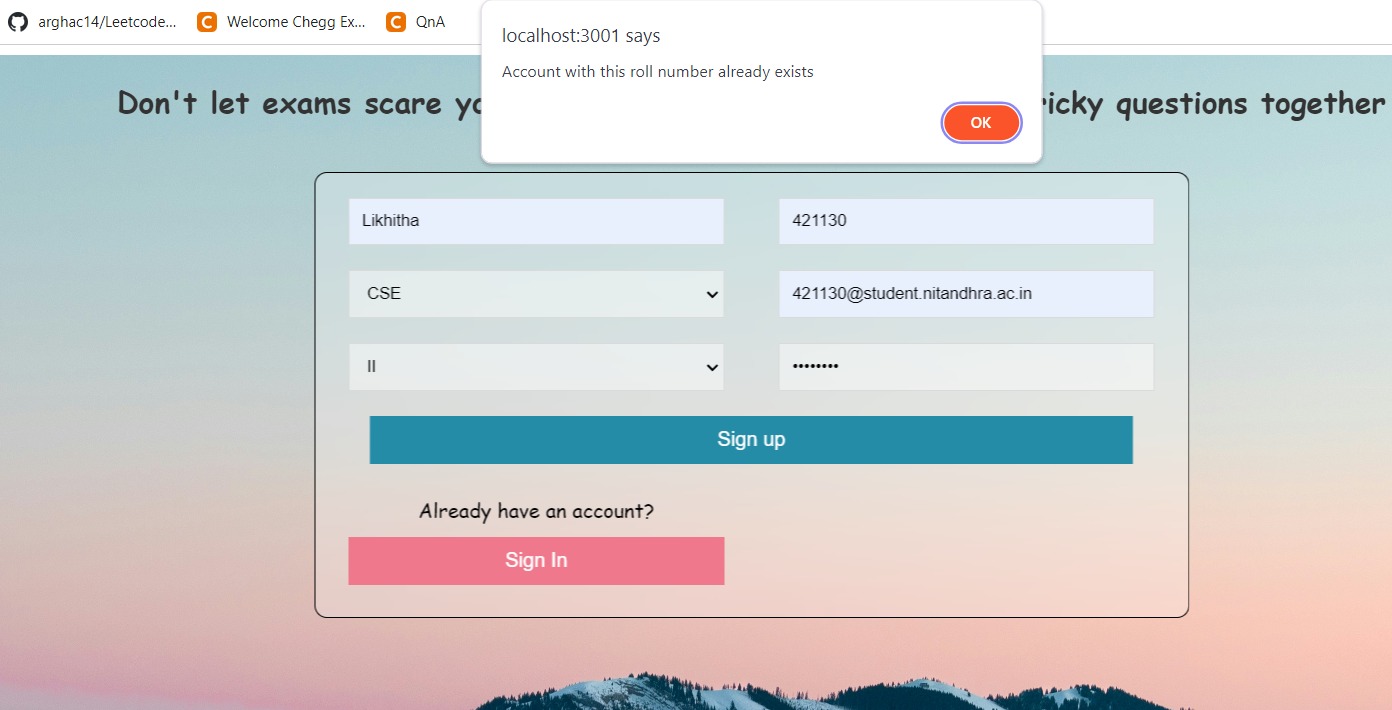 arghac14/Leetcode... Welcome Chegg Ex... QnA
localhost:3001 says
Account with this roll number already exists
OK
Don't let exams scare ricky questions together
Likhitha 421130
CSE 421130@student.nitandhra.ac.in
II ••••••••
Sign up
Already have an account?
Sign In